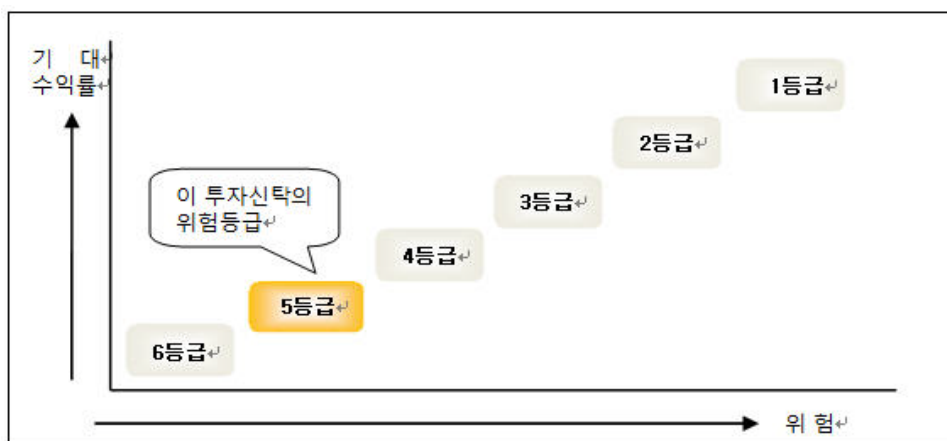 기 대
수익률
1등급
2등급
3등급
이 투자신탁의
위험등급
4등급
5등급
6등급
위 험